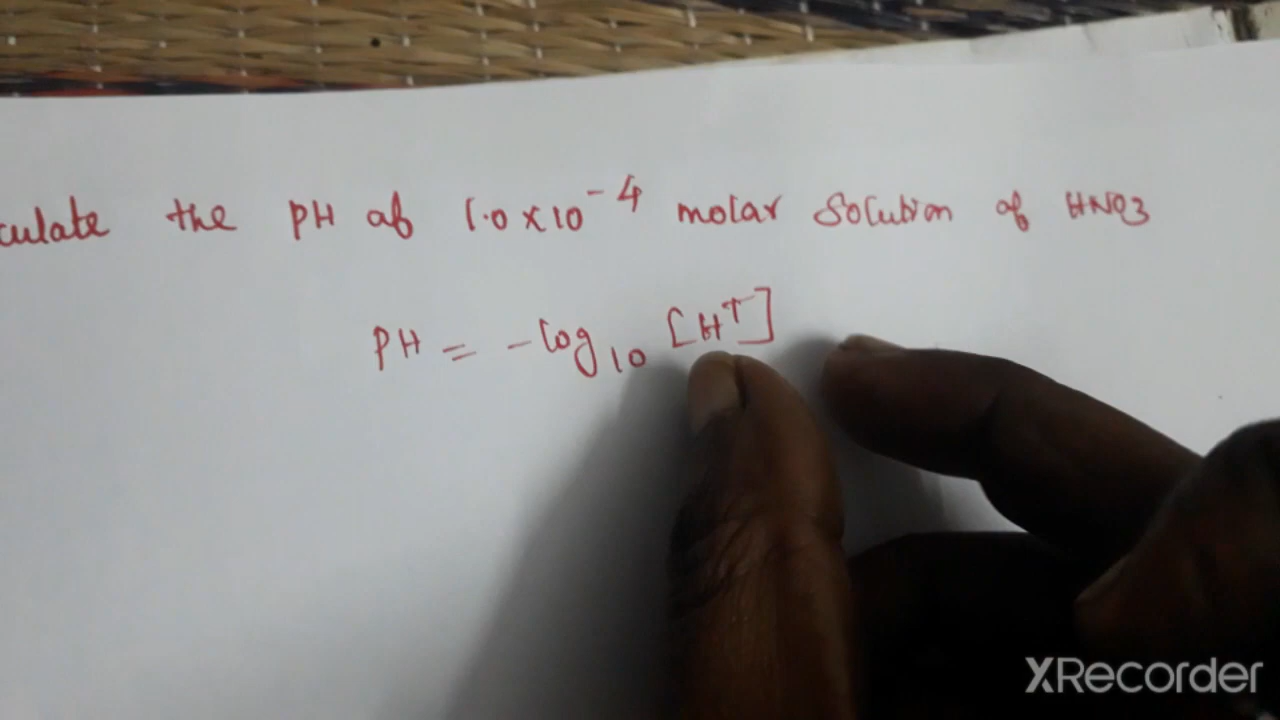 culate the PH of 1.0 x 10⁻⁴ molar Solution of HNO3
PH = -log₁₀ [H⁺]
XRecorder